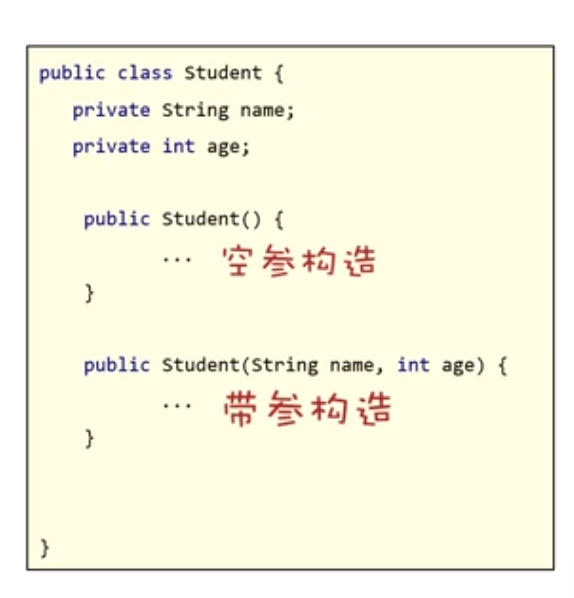 public class Student {
private String name;
private int age;
public Student() {
... 空参构造
}
public Student(String name, int age) {
... 带参构造
}
}